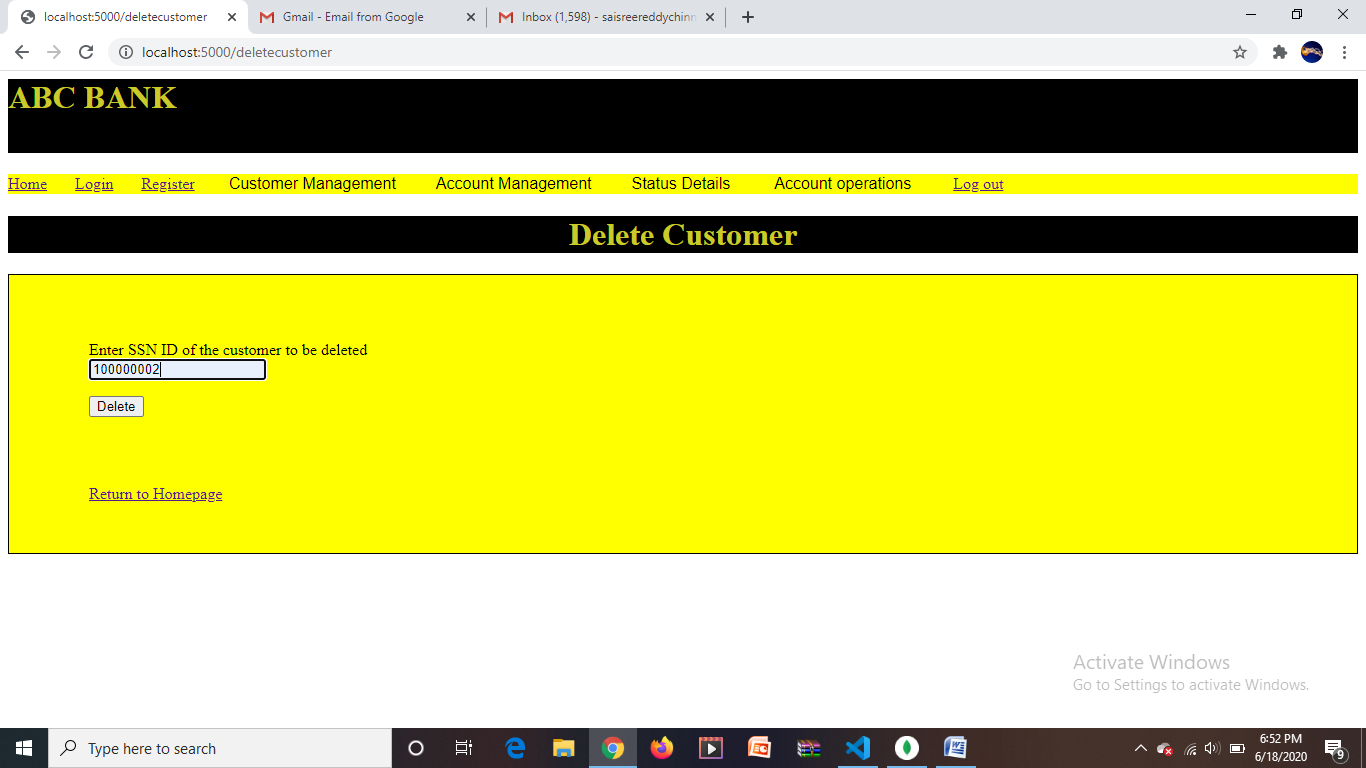 localhost:5000/deletecustomer
Gmail - Email from Google
Inbox (1,598) - saisreereddychinn
localhost:5000/deletecustomer
ABC BANK
Home Login Register Customer Management Account Management Status Details Account operations Log out
Delete Customer
Enter SSN ID of the customer to be deleted
100000002
Delete
Return to Homepage
Activate Windows
Go to Settings to activate Windows.
Type here to search
6:52 PM
6/18/2020
9